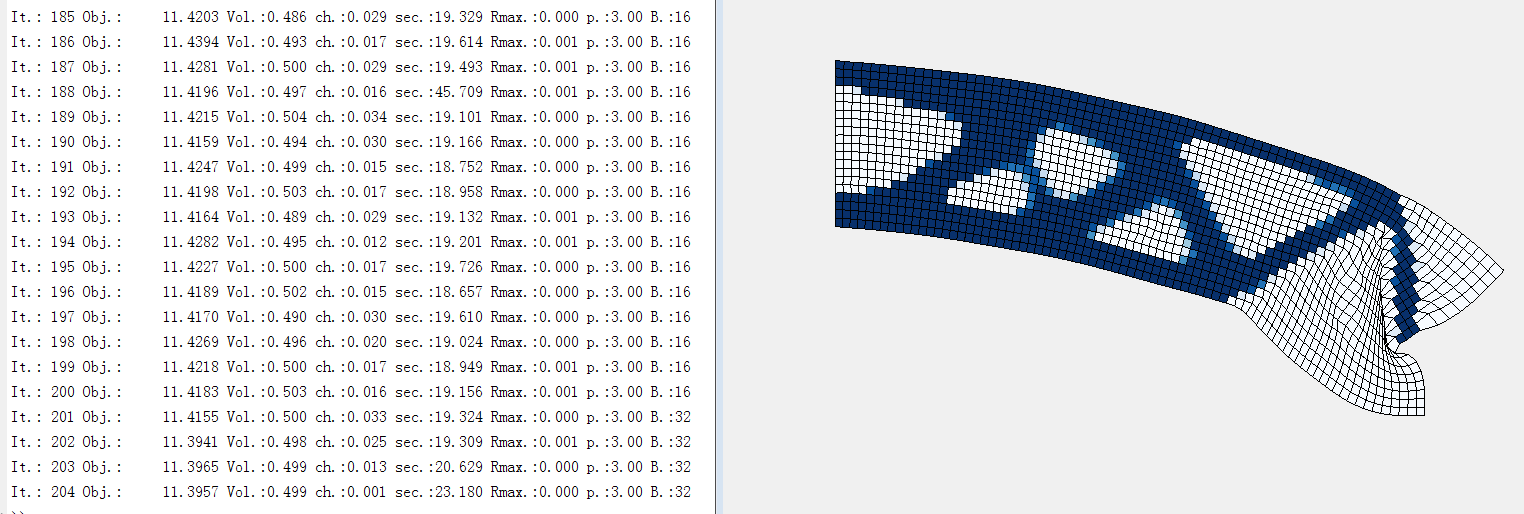 It.: 185 Obj.: 11.4203 Vol.:0.486 ch.:0.029 sec.:19.329 Rmax.:0.000 p.:3.00 B.:16
It.: 186 Obj.: 11.4394 Vol.:0.493 ch.:0.017 sec.:19.614 Rmax.:0.001 p.:3.00 B.:16
It.: 187 Obj.: 11.4281 Vol.:0.500 ch.:0.029 sec.:19.493 Rmax.:0.001 p.:3.00 B.:16
It.: 188 Obj.: 11.4196 Vol.:0.497 ch.:0.016 sec.:45.709 Rmax.:0.001 p.:3.00 B.:16
It.: 189 Obj.: 11.4215 Vol.:0.504 ch.:0.034 sec.:19.101 Rmax.:0.000 p.:3.00 B.:16
It.: 190 Obj.: 11.4159 Vol.:0.494 ch.:0.030 sec.:19.166 Rmax.:0.000 p.:3.00 B.:16
It.: 191 Obj.: 11.4247 Vol.:0.499 ch.:0.015 sec.:18.752 Rmax.:0.000 p.:3.00 B.:16
It.: 192 Obj.: 11.4198 Vol.:0.503 ch.:0.017 sec.:18.958 Rmax.:0.000 p.:3.00 B.:16
It.: 193 Obj.: 11.4164 Vol.:0.489 ch.:0.029 sec.:19.132 Rmax.:0.001 p.:3.00 B.:16
It.: 194 Obj.: 11.4282 Vol.:0.495 ch.:0.012 sec.:19.201 Rmax.:0.001 p.:3.00 B.:16
It.: 195 Obj.: 11.4227 Vol.:0.500 ch.:0.017 sec.:19.726 Rmax.:0.000 p.:3.00 B.:16
It.: 196 Obj.: 11.4189 Vol.:0.502 ch.:0.015 sec.:18.657 Rmax.:0.000 p.:3.00 B.:16
It.: 197 Obj.: 11.4170 Vol.:0.490 ch.:0.030 sec.:19.610 Rmax.:0.000 p.:3.00 B.:16
It.: 198 Obj.: 11.4269 Vol.:0.496 ch.:0.020 sec.:19.024 Rmax.:0.000 p.:3.00 B.:16
It.: 199 Obj.: 11.4218 Vol.:0.500 ch.:0.017 sec.:18.949 Rmax.:0.001 p.:3.00 B.:16
It.: 200 Obj.: 11.4183 Vol.:0.503 ch.:0.016 sec.:19.156 Rmax.:0.001 p.:3.00 B.:16
It.: 201 Obj.: 11.4155 Vol.:0.500 ch.:0.033 sec.:19.324 Rmax.:0.000 p.:3.00 B.:32
It.: 202 Obj.: 11.3941 Vol.:0.498 ch.:0.025 sec.:19.309 Rmax.:0.001 p.:3.00 B.:32
It.: 203 Obj.: 11.3965 Vol.:0.499 ch.:0.013 sec.:20.629 Rmax.:0.000 p.:3.00 B.:32
It.: 204 Obj.: 11.3957 Vol.:0.499 ch.:0.001 sec.:23.180 Rmax.:0.000 p.:3.00 B.:32